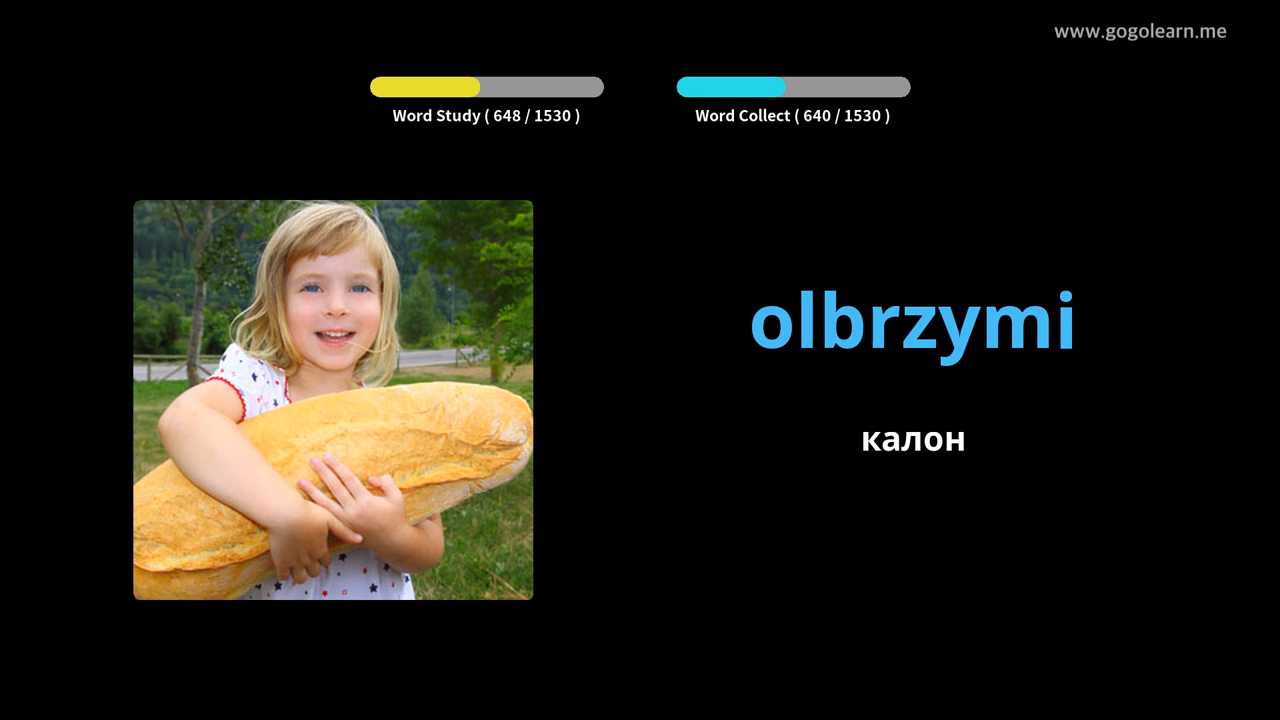 www.gogolearn.me
Word Study ( 648 / 1530 )
Word Collect ( 640 / 1530 )
olbrzymi
калон